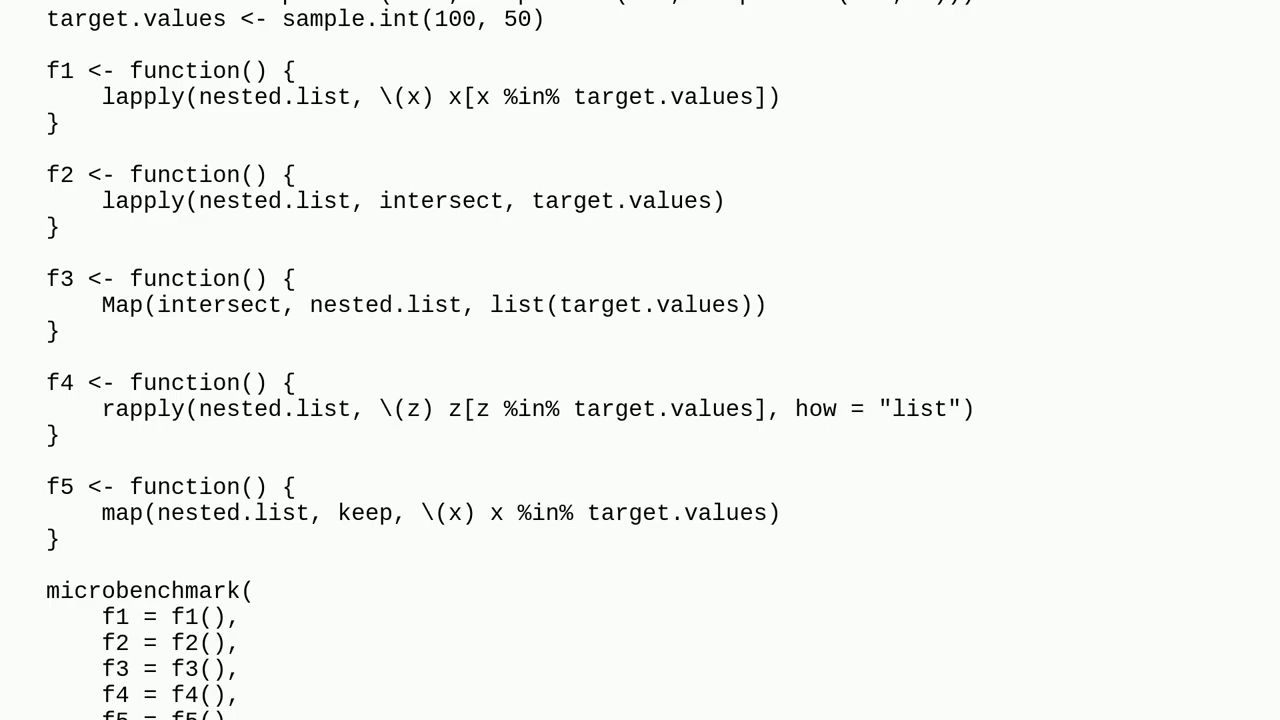 target.values <- sample.int(100, 50)
f1 <- function() {
    lapply(nested.list, \(x) x[x %in% target.values])
}
f2 <- function() {
    lapply(nested.list, intersect, target.values)
}
f3 <- function() {
    Map(intersect, nested.list, list(target.values))
}
f4 <- function() {
    rapply(nested.list, \(z) z[z %in% target.values], how = "list")
}
f5 <- function() {
    map(nested.list, keep, \(x) x %in% target.values)
}
microbenchmark(
    f1 = f1(),
    f2 = f2(),
    f3 = f3(),
    f4 = f4(),
    f5 = f5()